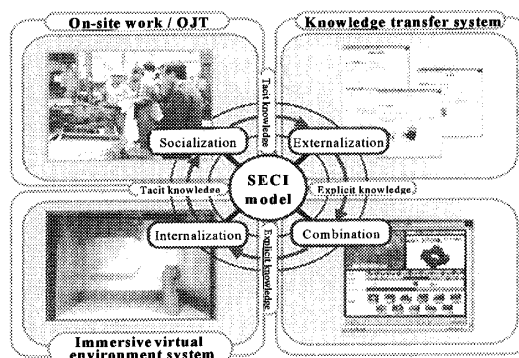 On-site work / OJT
Knowledge transfer system
Tacit knowledge
Socialization
Externalization
SECI
model
Tacit knowledge
Explicit knowledge
Internalization
Combination
Explicit knowledge
Immersive virtual
environment system